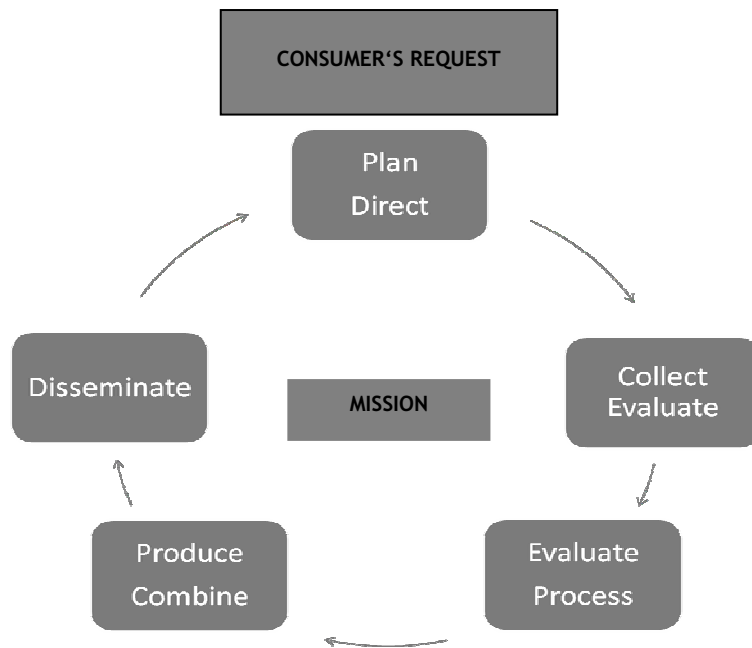 CONSUMER‘S REQUEST
Plan
Direct
Collect
Evaluate
Evaluate
Process
Produce
Combine
Disseminate
MISSION